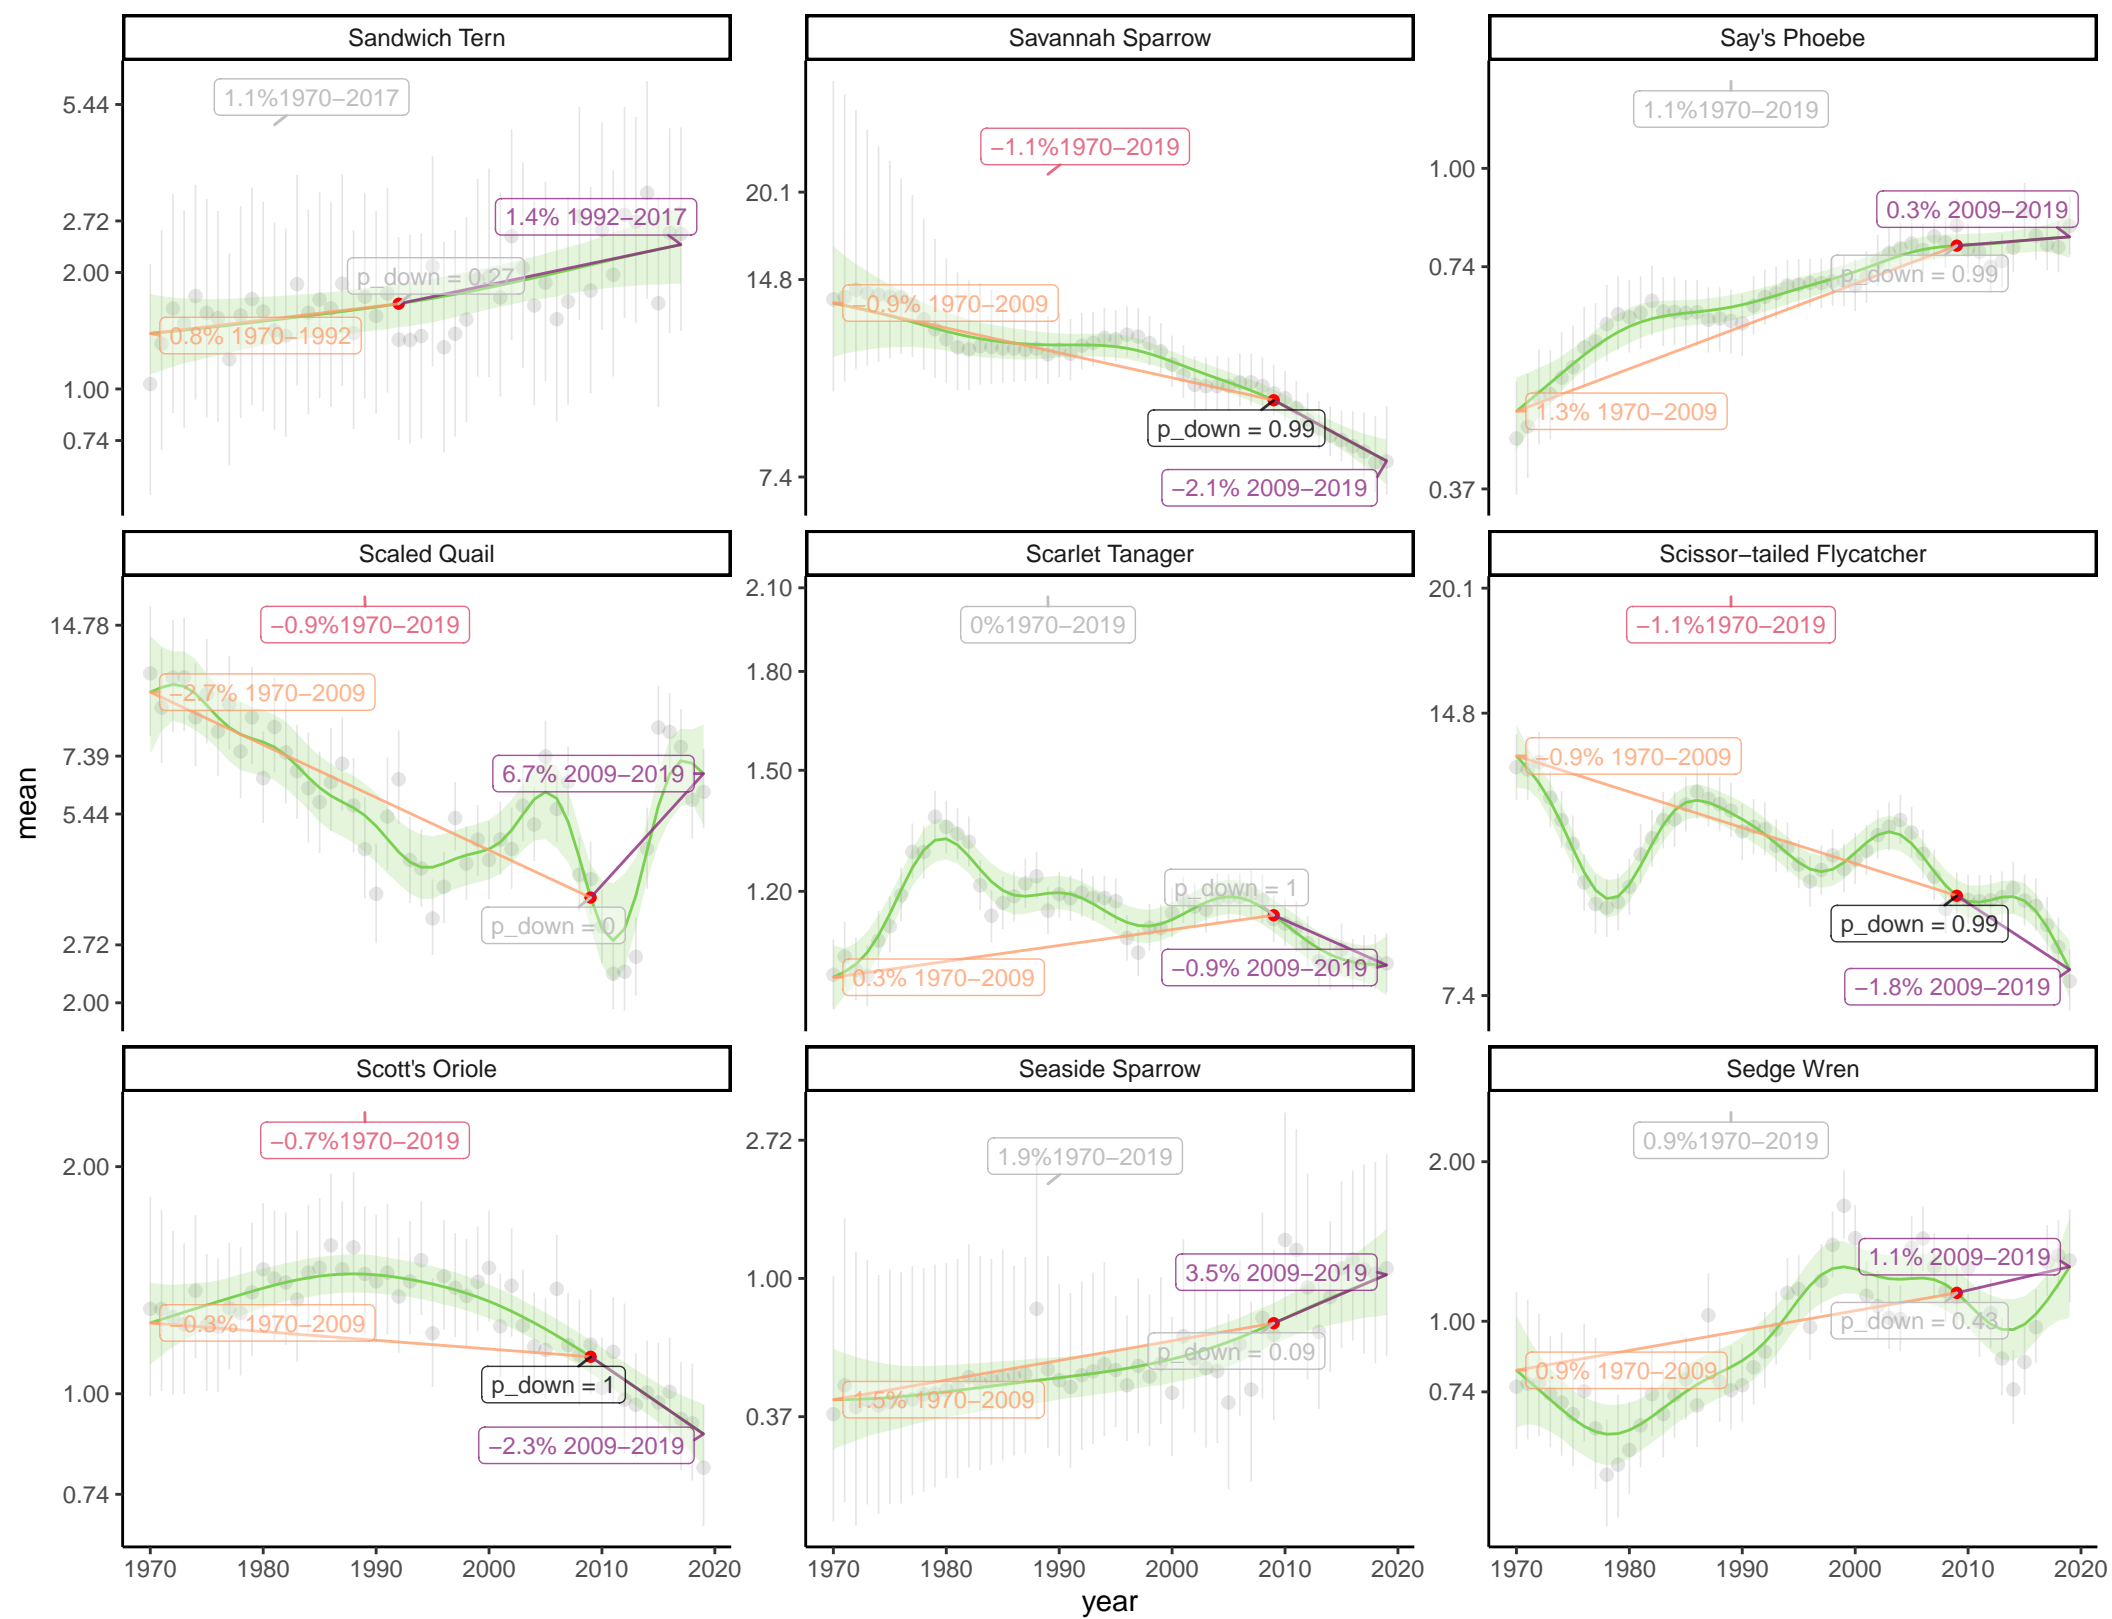 Sandwich Tern
5.44
2.72
2.00
1.00
0.74
1.1%1970−2017
1.4% 1992−2017
p_down = 0.27
0.8% 1970−1992
Savannah Sparrow
20.1
14.8
7.4
−1.1%1970−2019
−0.9% 1970−2009
p_down = 0.99
−2.1% 2009−2019
Say's Phoebe
1.00
0.74
0.37
1.1%1970−2019
0.3% 2009−2019
p_down = 0.99
1.3% 1970−2009
mean
Scaled Quail
14.78
7.39
5.44
2.72
2.00
−0.9%1970−2019
−2.7% 1970−2009
6.7% 2009−2019
p_down = 0
Scarlet Tanager
2.10
1.80
1.50
1.20
0%1970−2019
p_down = 1
−0.9% 2009−2019
0.3% 1970−2009
Scissor−tailed Flycatcher
20.1
14.8
7.4
−1.1%1970−2019
−0.9% 1970−2009
p_down = 0.99
−1.8% 2009−2019
Scott's Oriole
2.00
1.00
0.74
−0.7%1970−2019
−0.3% 1970−2009
p_down = 1
−2.3% 2009−2019
1970 1980 1990 2000 2010 2020
Seaside Sparrow
2.72
1.00
0.37
1.9%1970−2019
3.5% 2009−2019
p_down = 0.09
1.5% 1970−2009
1970 1980 1990 2000 2010 2020
Sedge Wren
2.00
1.00
0.74
0.9%1970−2019
1.1% 2009−2019
p_down = 0.43
0.9% 1970−2009
1970 1980 1990 2000 2010 2020
year